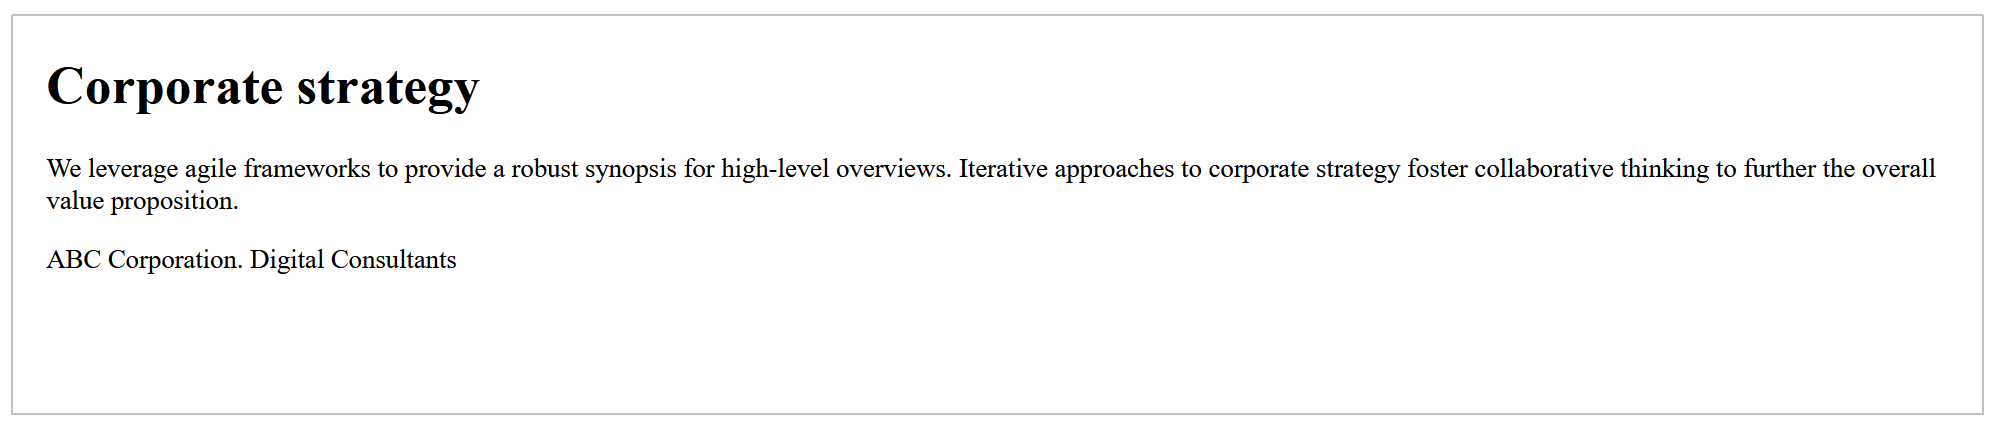 Corporate strategy
We leverage agile frameworks to provide a robust synopsis for high-level overviews. Iterative approaches to corporate strategy foster collaborative thinking to further the overall
value proposition.
ABC Corporation. Digital Consultants